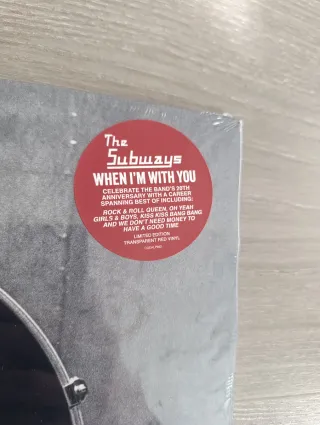 The
Subways
WHEN I'M WITH YOU
CELEBRATE THE BAND'S 20TH
ANNIVERSARY WITH A CAREER
SPANNING BEST OF INCLUDING:
ROCK & ROLL QUEEN, OH YEAH
GIRLS & BOYS, KISS KISS BANG BANG
AND WE DON'T NEED MONEY TO
HAVE A GOOD TIME
LIMITED EDITION
TRANSPARENT RED VINYL